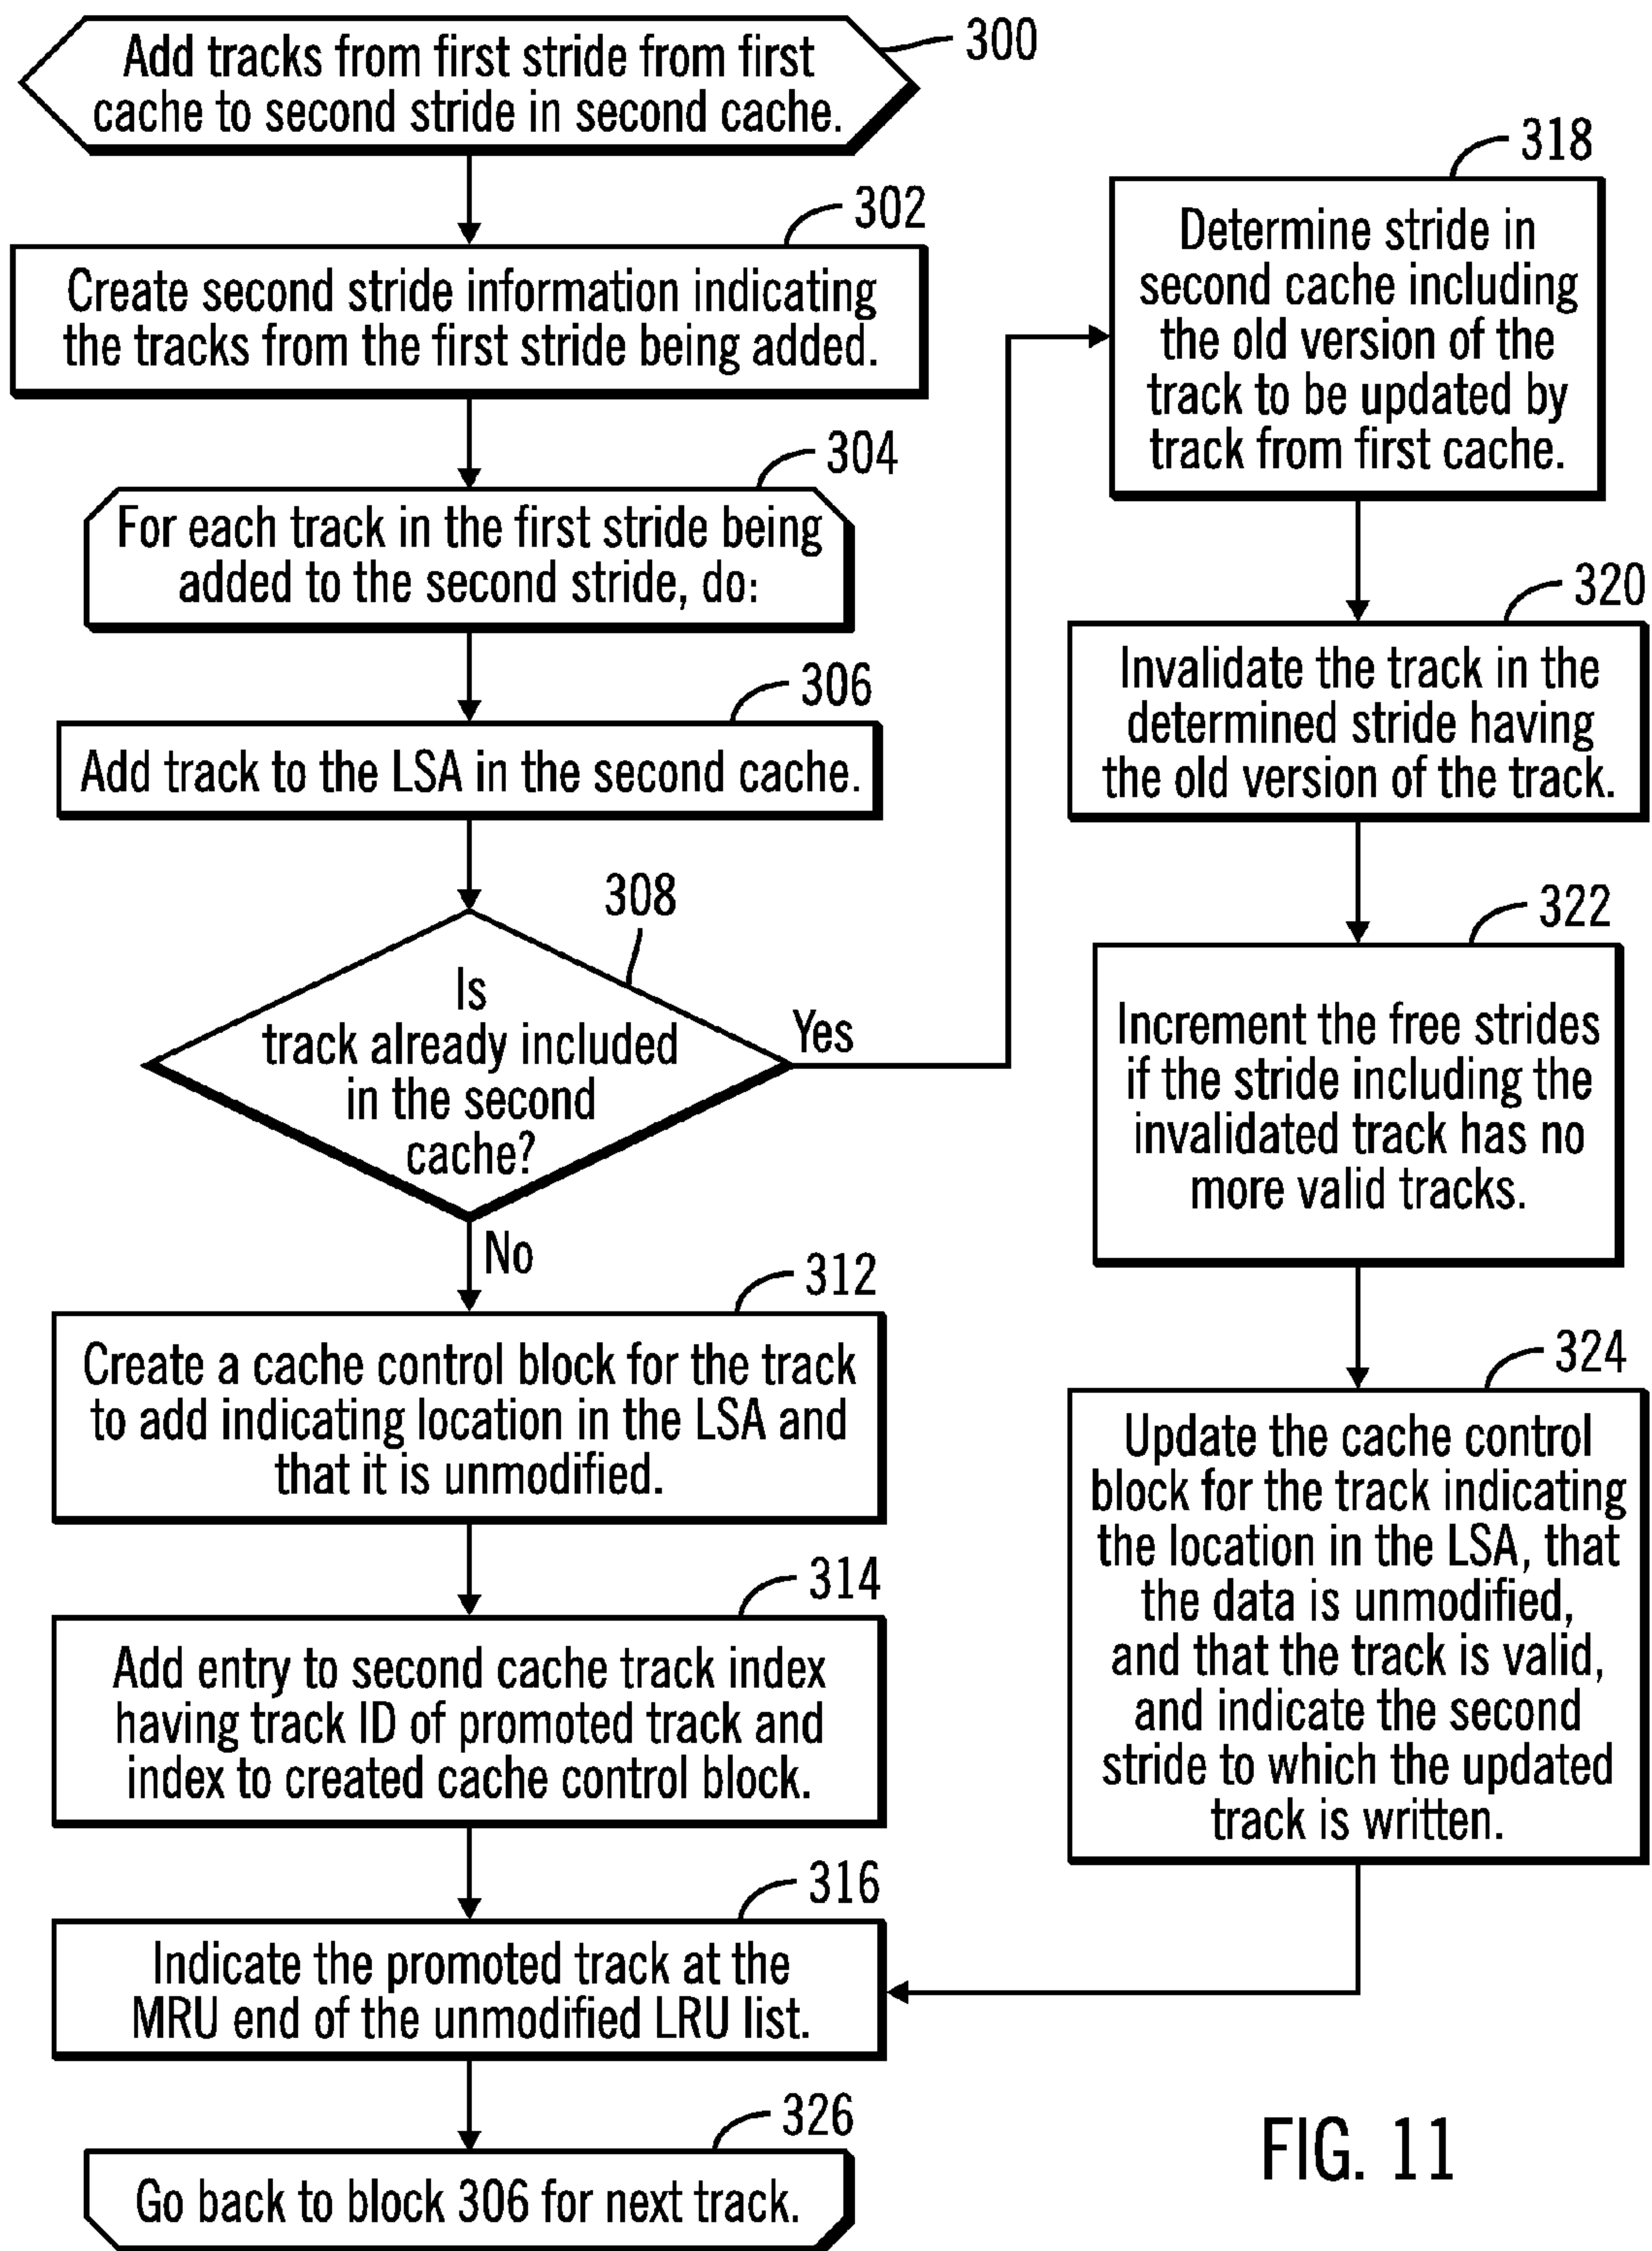 300
Add tracks from first stride from first
cache to second stride in second cache.
302
Create second stride information indicating
the tracks from the first stride being added.
304
For each track in the first stride being
added to the second stride, do:
306
Add track to the LSA in the second cache.
308
Is
track already included
in the second
cache?
Yes
No
312
Create a cache control block for the track
to add indicating location in the LSA and
that it is unmodified.
314
Add entry to second cache track index
having track ID of promoted track and
index to created cache control block.
316
Indicate the promoted track at the
MRU end of the unmodified LRU list.
326
Go back to block 306 for next track.
318
Determine stride in
second cache including
the old version of the
track to be updated by
track from first cache.
320
Invalidate the track in the
determined stride having
the old version of the track.
322
Increment the free strides
if the stride including the
invalidated track has no
more valid tracks.
324
Update the cache control
block for the track indicating
the location in the LSA, that
the data is unmodified,
and that the track is valid,
and indicate the second
stride to which the updated
track is written.
FIG. 11